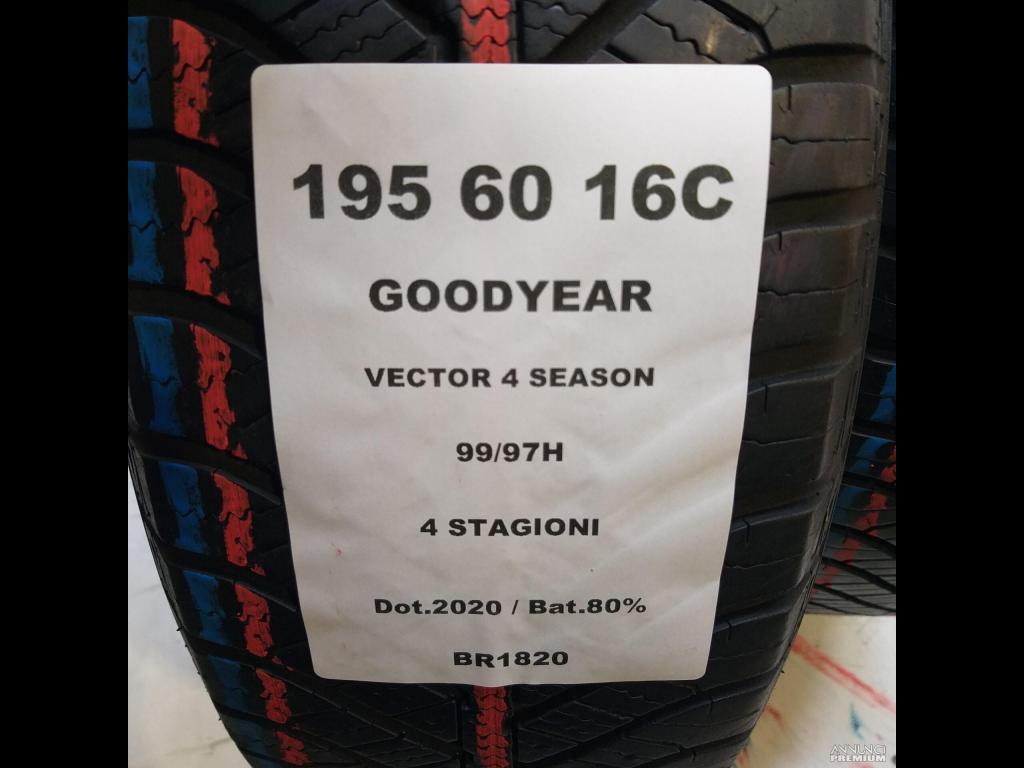 195 60 16C
GOODYEAR
VECTOR 4 SEASON
99/97H
4 STAGIONI
Dot.2020 / Bat.80%
BR1820
ANNUNCI
PREMIUM